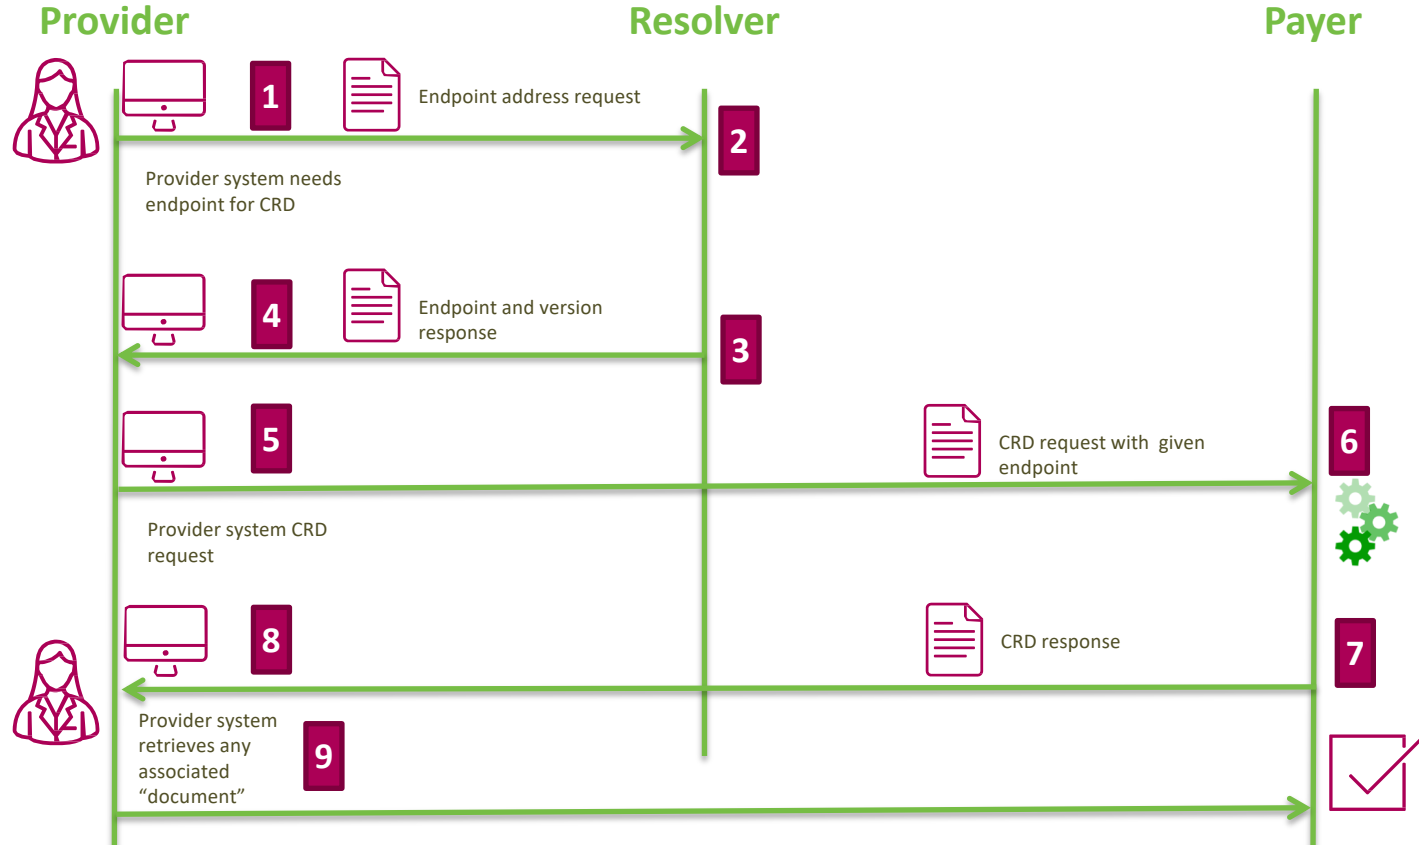 Provider
Resolver
Payer
1
Endpoint address request
2
Provider system needs
endpoint for CRD
4
Endpoint and version
response
3
5
CRD request with  given
endpoint
6
Provider system CRD
request
8
CRD response
7
Provider system
retrieves any
associated
“document”
9